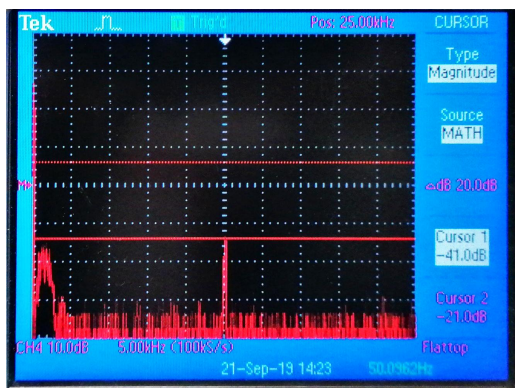 Tek Trig'd Pos: 25.00kHz CURSOR
Type
Magnitude
Source
MATH
M
△dB 20.0dB
Cursor 1
-41.0dB
Cursor 2
-21.0dB
CH4 10.0dB 5.00kHz (100kS/s) Flattop
21-Sep-19 14:23 50.0962Hz